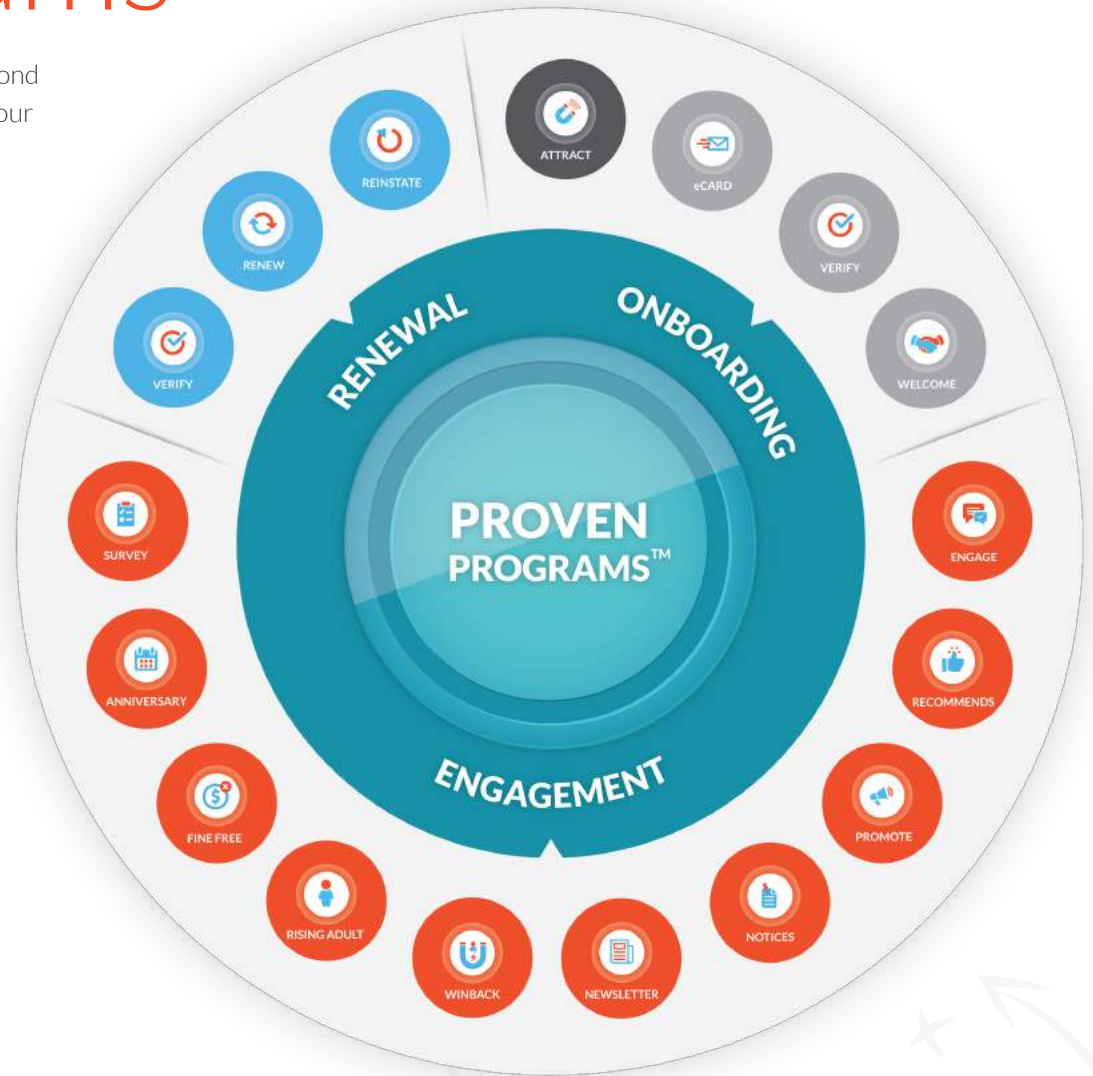 REINSTATE
RENEW
VERIFY
ATTRACT
eCARD
VERIFY
WELCOME
RENEWAL
ONBOARDING
PROVEN
PROGRAMS™
ENGAGEMENT
ENGAGE
RECOMMENDS
PROMOTE
NOTICES
NEWSLETTER
WINBACK
RISING ADULT
FINE FREE
ANNIVERSARY
SURVEY